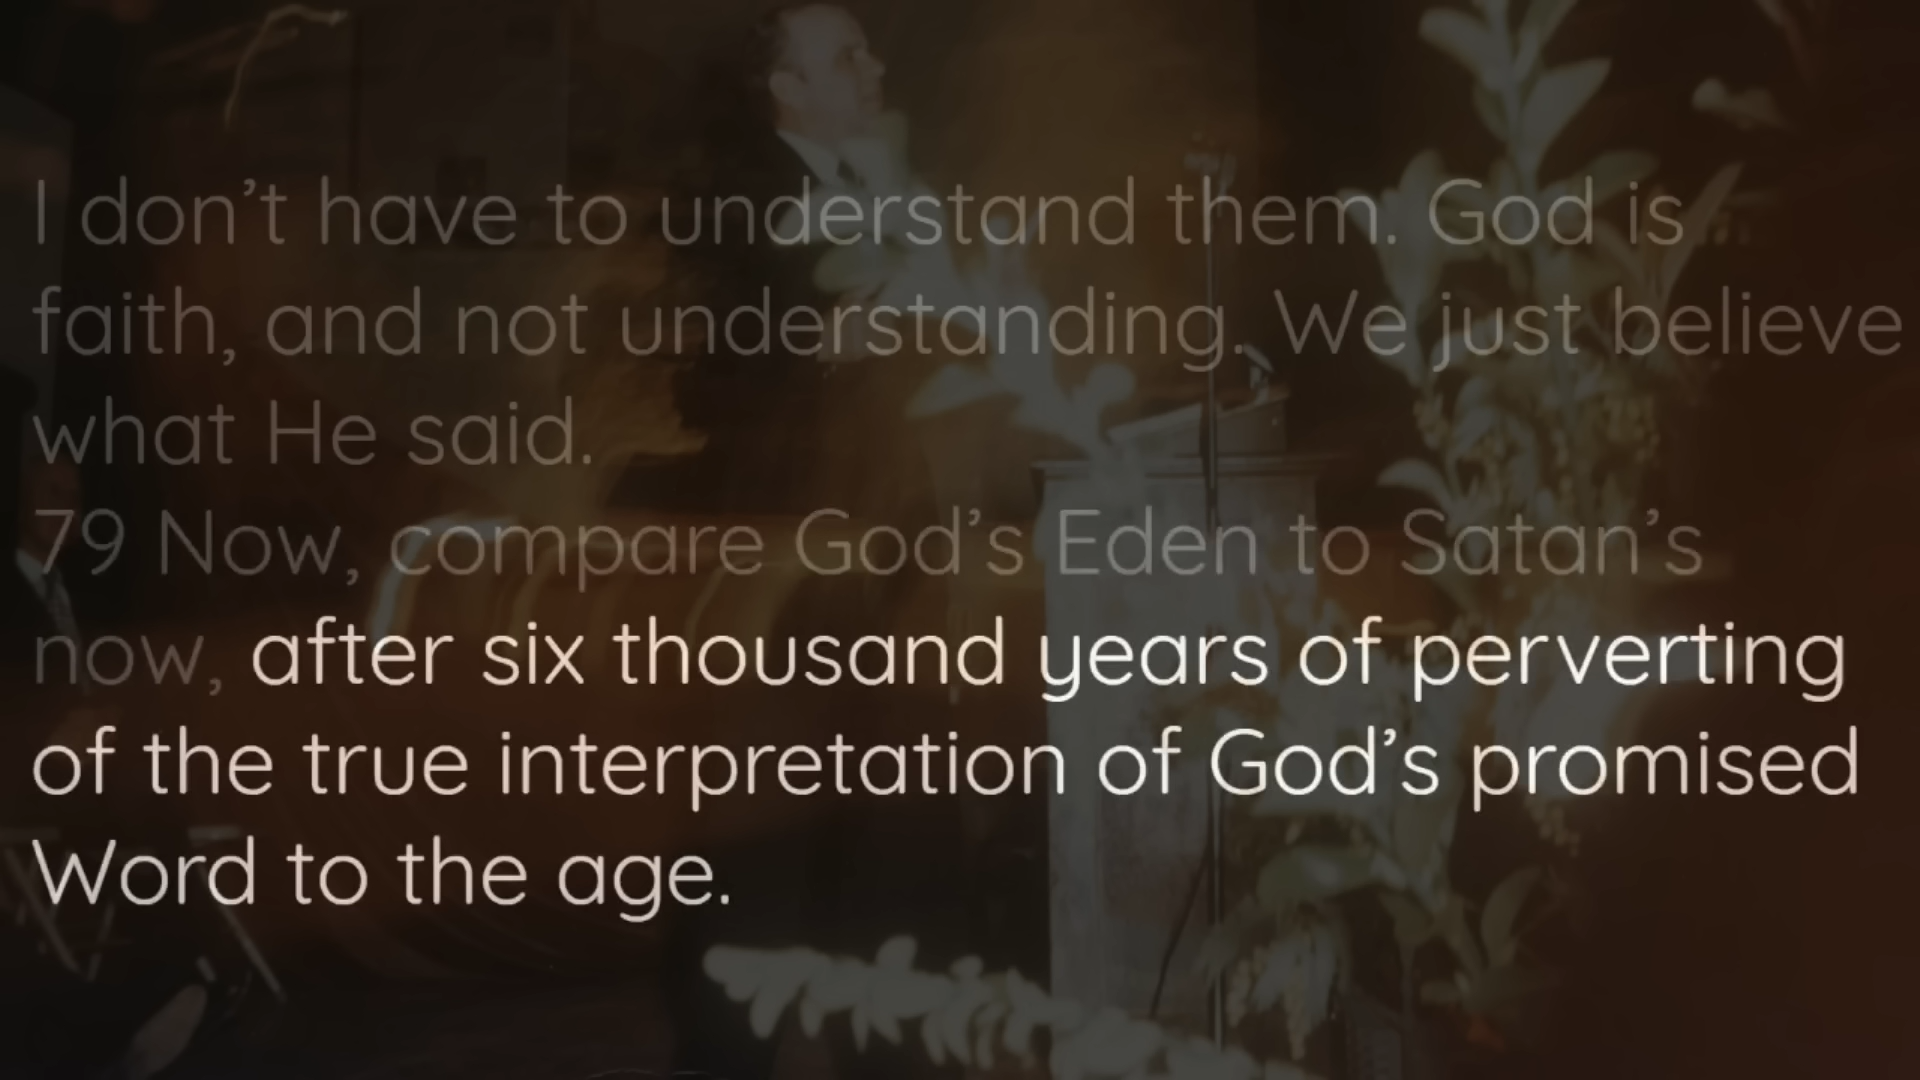 I don’t have to understand them. God is
faith, and not understanding. We just believe
what He said.
79 Now, compare God’s Eden to Satan’s
now, after six thousand years of perverting
of the true interpretation of God’s promised
Word to the age.